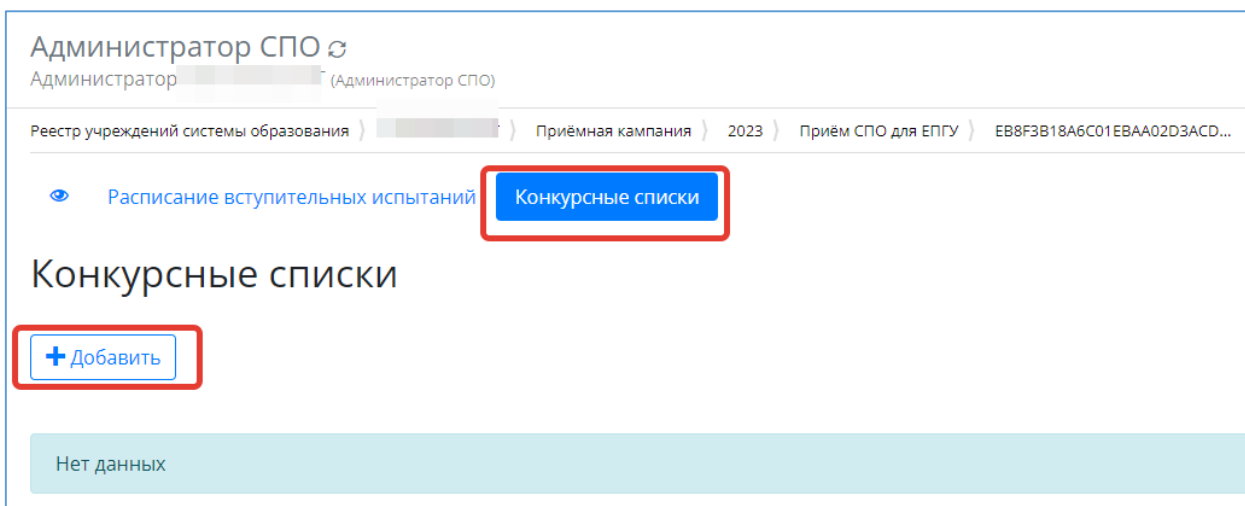 Администратор СПО
Администратор (Администратор СПО)
Реестр учреждений системы образования 〉 〉 Приёмная кампания 〉 2023 〉 Приём СПО для ЕПГУ 〉 EB8F3B18A6C01EBAA02D3ACD...
Расписание вступительных испытаний Конкурсные списки
Конкурсные списки
+ Добавить
Нет данных